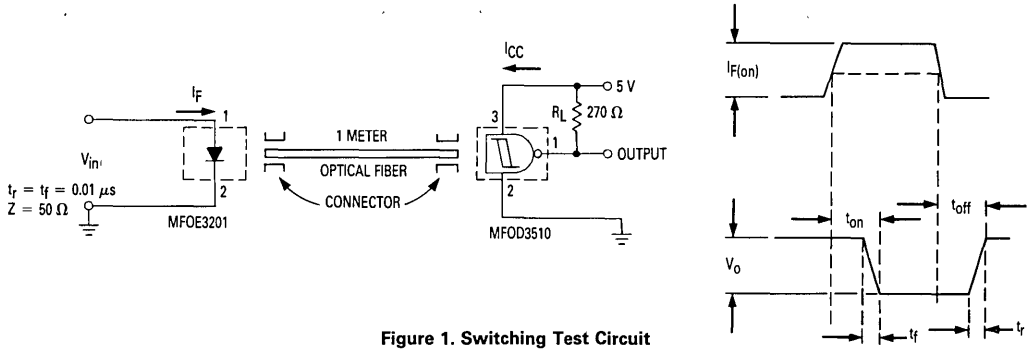 I_CC
5 V
I_F
R_L
270 Ω
1
3
1 METER
1
OUTPUT
V_in
OPTICAL FIBER
2
2
t_r = t_f = 0.01 μs
Z = 50 Ω
CONNECTOR
MFOE3201
MFOD3510
I_F(on)
t_on
t_off
V_o
t_f
t_r
Figure 1. Switching Test Circuit